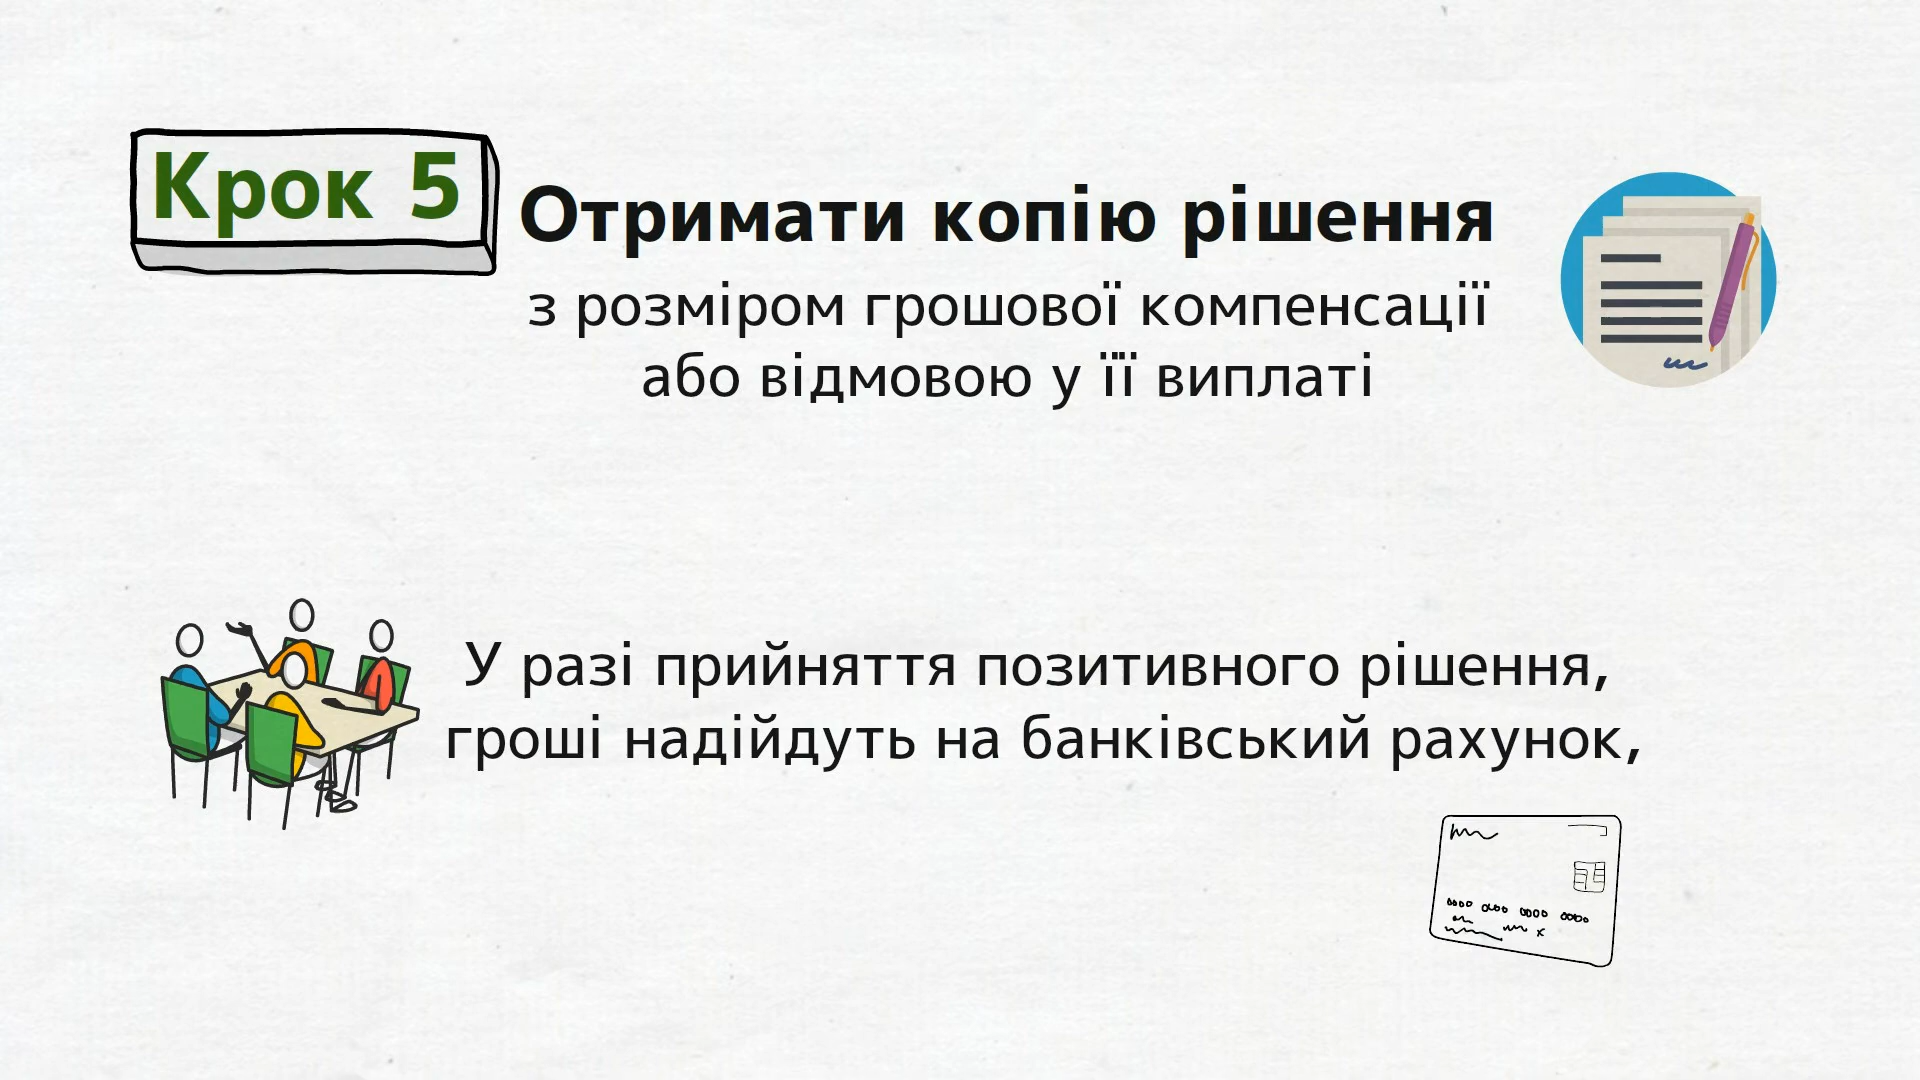 Крок 5
Отримати копію рішення
з розміром грошової компенсації
або відмовою у її виплаті
У разі прийняття позитивного рішення,
гроші надійдуть на банківський рахунок,